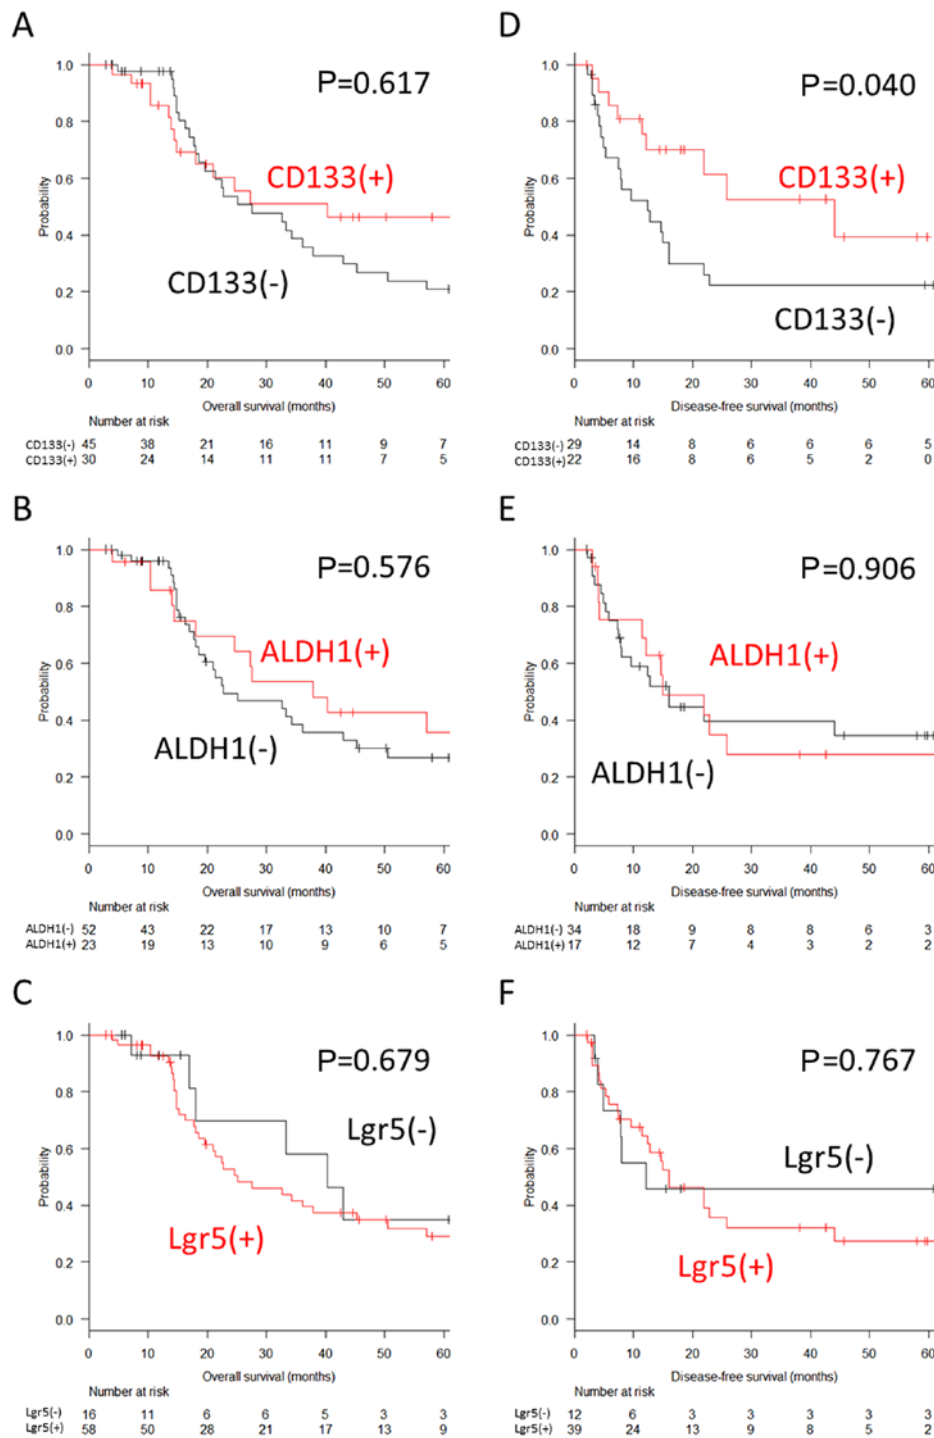 A
P=0.617
CD133(+)
CD133(-)
Probability
1.0
0.8
0.6
0.4
0.2
0.0
0 10 20 30 40 50 60
Overall survival (months)
Number at risk
CD133(-) 45 38 21 16 11 9 7
CD133(+) 30 24 14 11 11 7 5
D
P=0.040
CD133(+)
CD133(-)
Probability
1.0
0.8
0.6
0.4
0.2
0.0
0 10 20 30 40 50 60
Disease-free survival (months)
Number at risk
CD133(-) 29 14 8 6 6 6 5
CD133(+) 22 16 8 6 5 2 0
B
P=0.576
ALDH1(+)
ALDH1(-)
Probability
1.0
0.8
0.6
0.4
0.2
0.0
0 10 20 30 40 50 60
Overall survival (months)
Number at risk
ALDH1(-) 52 43 22 17 13 10 7
ALDH1(+) 23 19 13 10 9 6 5
E
P=0.906
ALDH1(+)
ALDH1(-)
Probability
1.0
0.8
0.6
0.4
0.2
0.0
0 10 20 30 40 50 60
Disease-free survival (months)
Number at risk
ALDH1(-) 34 18 9 8 8 6 3
ALDH1(+) 17 12 7 4 3 2 2
C
P=0.679
Lgr5(-)
Lgr5(+)
Probability
1.0
0.8
0.6
0.4
0.2
0.0
0 10 20 30 40 50 60
Overall survival (months)
Number at risk
Lgr5(-) 16 11 6 6 5 3 3
Lgr5(+) 58 50 28 21 17 13 9
F
P=0.767
Lgr5(-)
Lgr5(+)
Probability
1.0
0.8
0.6
0.4
0.2
0.0
0 10 20 30 40 50 60
Disease-free survival (months)
Number at risk
Lgr5(-) 12 6 3 3 3 3 3
Lgr5(+) 39 24 13 9 8 5 2